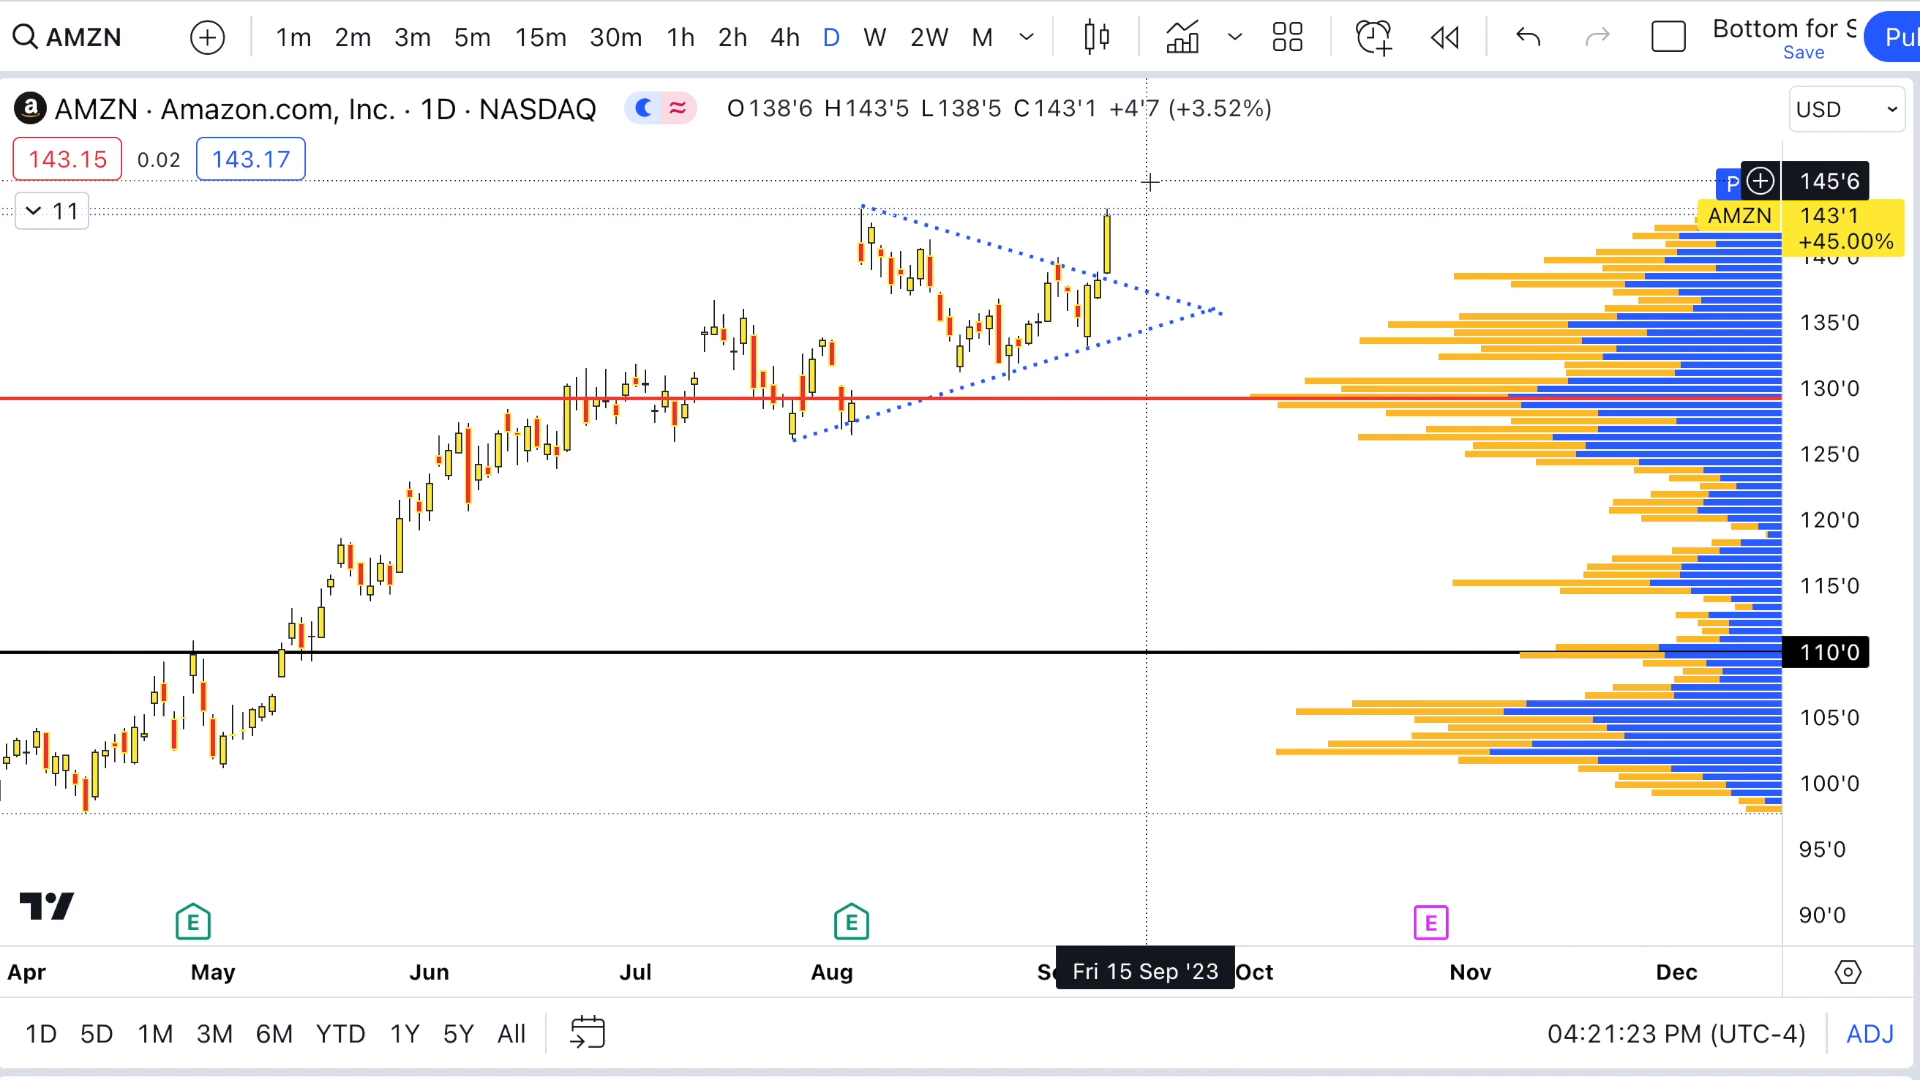 AMZN 1m 2m 3m 5m 15m 30m 1h 2h 4h D W 2W M Bottom for S
Save
Pul
AMZN · Amazon.com, Inc. · 1D · NASDAQ O138'6 H143'5 L138'5 C143'1 +4'7 (+3.52%)
USD
143.15 0.02 143.17
P
145'6
11
AMZN 143'1
+45.00%
140'0
135'0
130'0
125'0
120'0
115'0
110'0
105'0
100'0
95'0
90'0
E E E
Apr May Jun Jul Aug Se Fri 15 Sep '23 Oct Nov Dec
1D 5D 1M 3M 6M YTD 1Y 5Y All 04:21:23 PM (UTC-4) ADJ